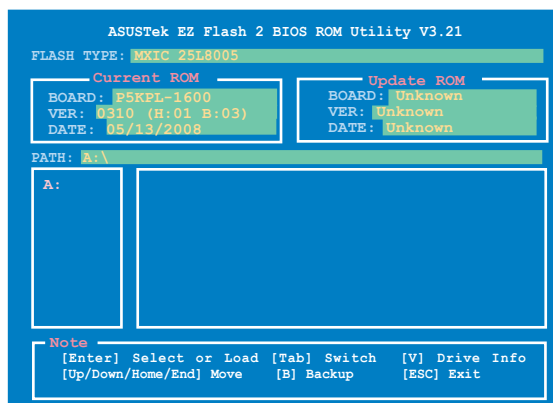 ASUSTek EZ Flash 2 BIOS ROM Utility V3.21
FLASH TYPE: MXIC 25L8005
Current ROM
BOARD: P5KPL-1600
VER: 0310 (H:01 B:03)
DATE: 05/13/2008
Update ROM
BOARD: Unknown
VER: Unknown
DATE: Unknown
PATH: A:\
A:
Note
[Enter] Select or Load [Tab] Switch [V] Drive Info
[Up/Down/Home/End] Move [B] Backup [ESC] Exit